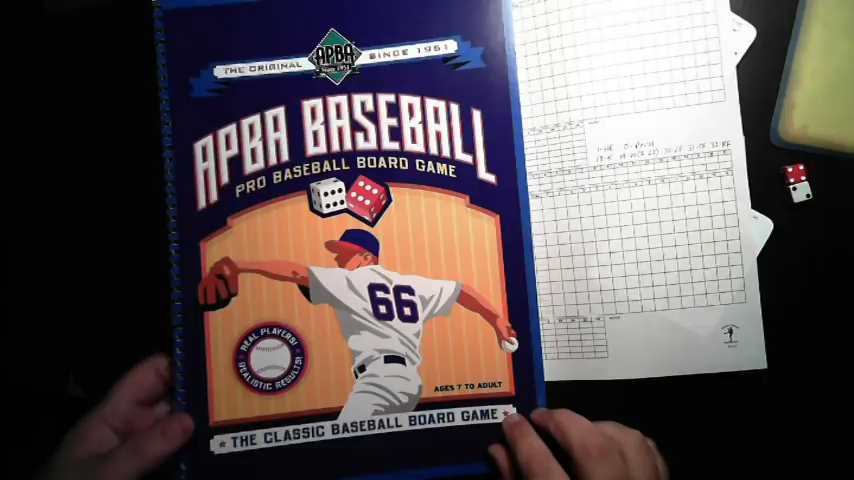 APBA
Since 1951
THE ORIGINAL SINCE 1951
APBA BASEBALL
PRO BASEBALL BOARD GAME
66
REAL PLAYERS!
REALISTIC RESULTS!
AGES 7 TO ADULT
THE CLASSIC BASEBALL BOARD GAME